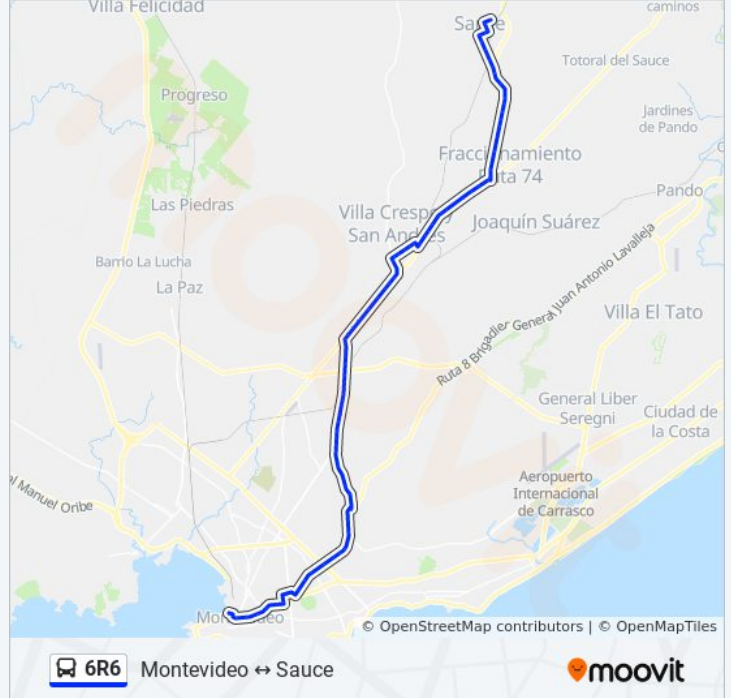 Villa Felicidad
caminos
Sauce
Totoral del Sauce
Progreso
Jardines
de Pando
Fraccionamiento
Ruta 74
Pando
Las Piedras
Villa Crespo y
San Andrés
Joaquín Suárez
Barrio La Lucha
La Paz
Ruta 8 Brigadier General Juan Antonio Lavalleja
Villa El Tato
General Liber
Seregni
Ciudad de
la Costa
Aeropuerto
Internacional
de Carrasco
al Manuel Oribe
Montevideo
© OpenStreetMap contributors | © OpenMapTiles
6R6 Montevideo ↔ Sauce
moovit